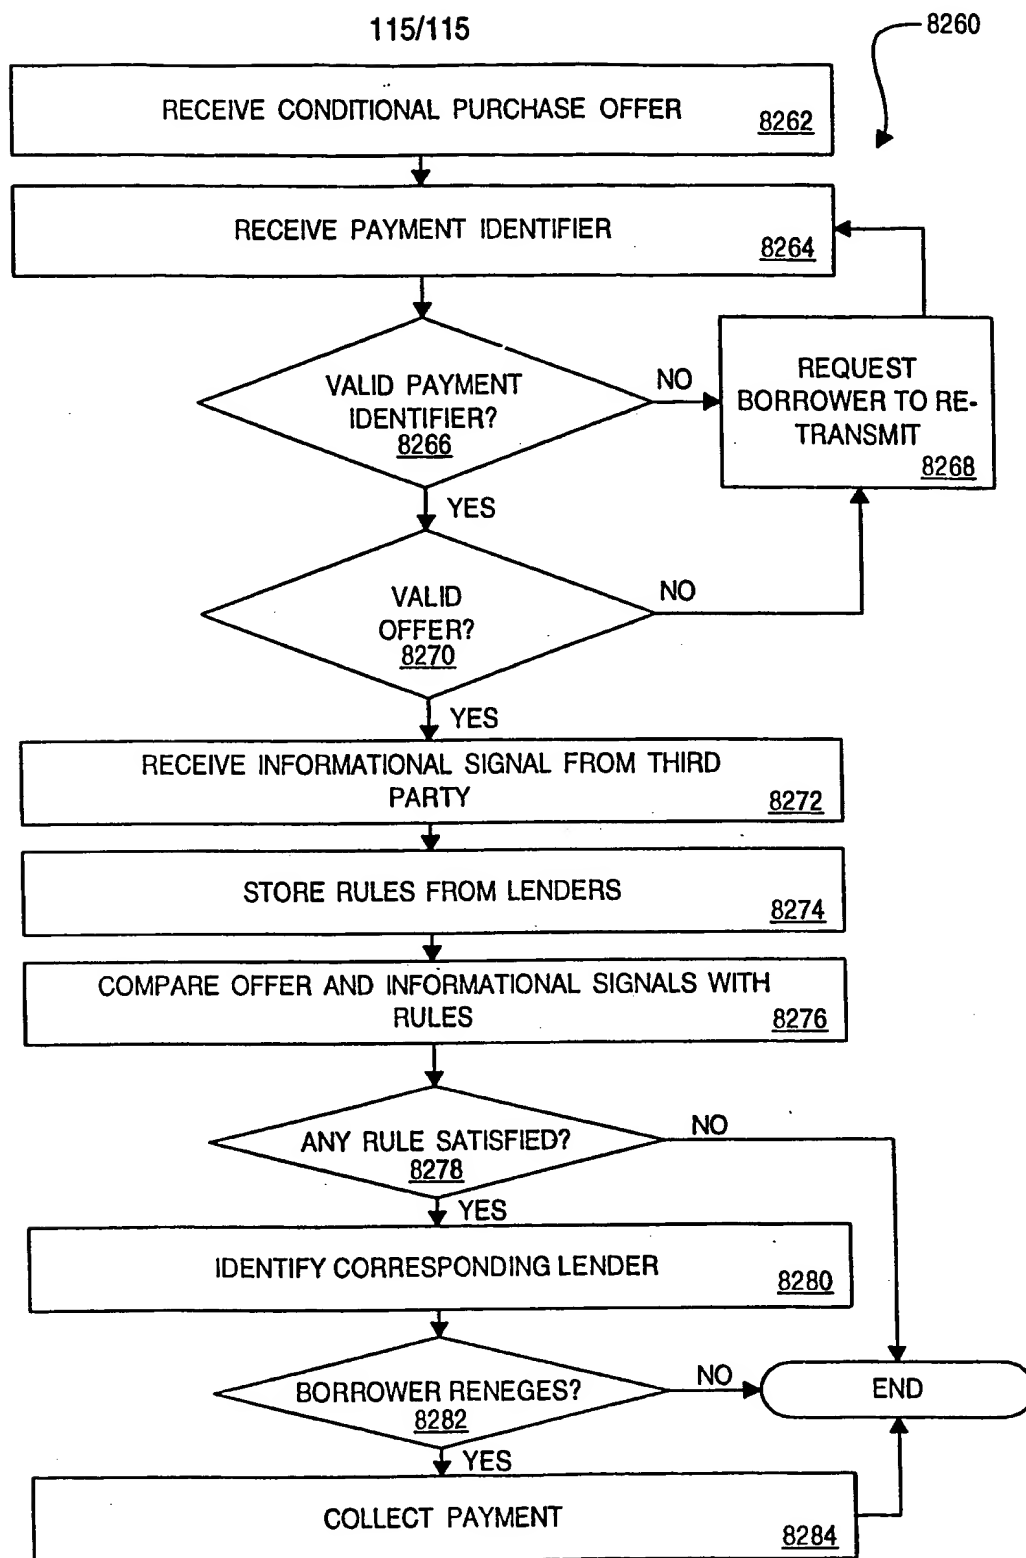 115/115
8260
RECEIVE CONDITIONAL PURCHASE OFFER
8262
RECEIVE PAYMENT IDENTIFIER
8264
VALID PAYMENT
IDENTIFIER?
8266
NO
REQUEST
BORROWER TO RE-
TRANSMIT
8268
YES
VALID
OFFER?
8270
NO
YES
RECEIVE INFORMATIONAL SIGNAL FROM THIRD
PARTY
8272
STORE RULES FROM LENDERS
8274
COMPARE OFFER AND INFORMATIONAL SIGNALS WITH
RULES
8276
ANY RULE SATISFIED?
8278
NO
YES
IDENTIFY CORRESPONDING LENDER
8280
BORROWER RENEGES?
8282
NO
END
YES
COLLECT PAYMENT
8284